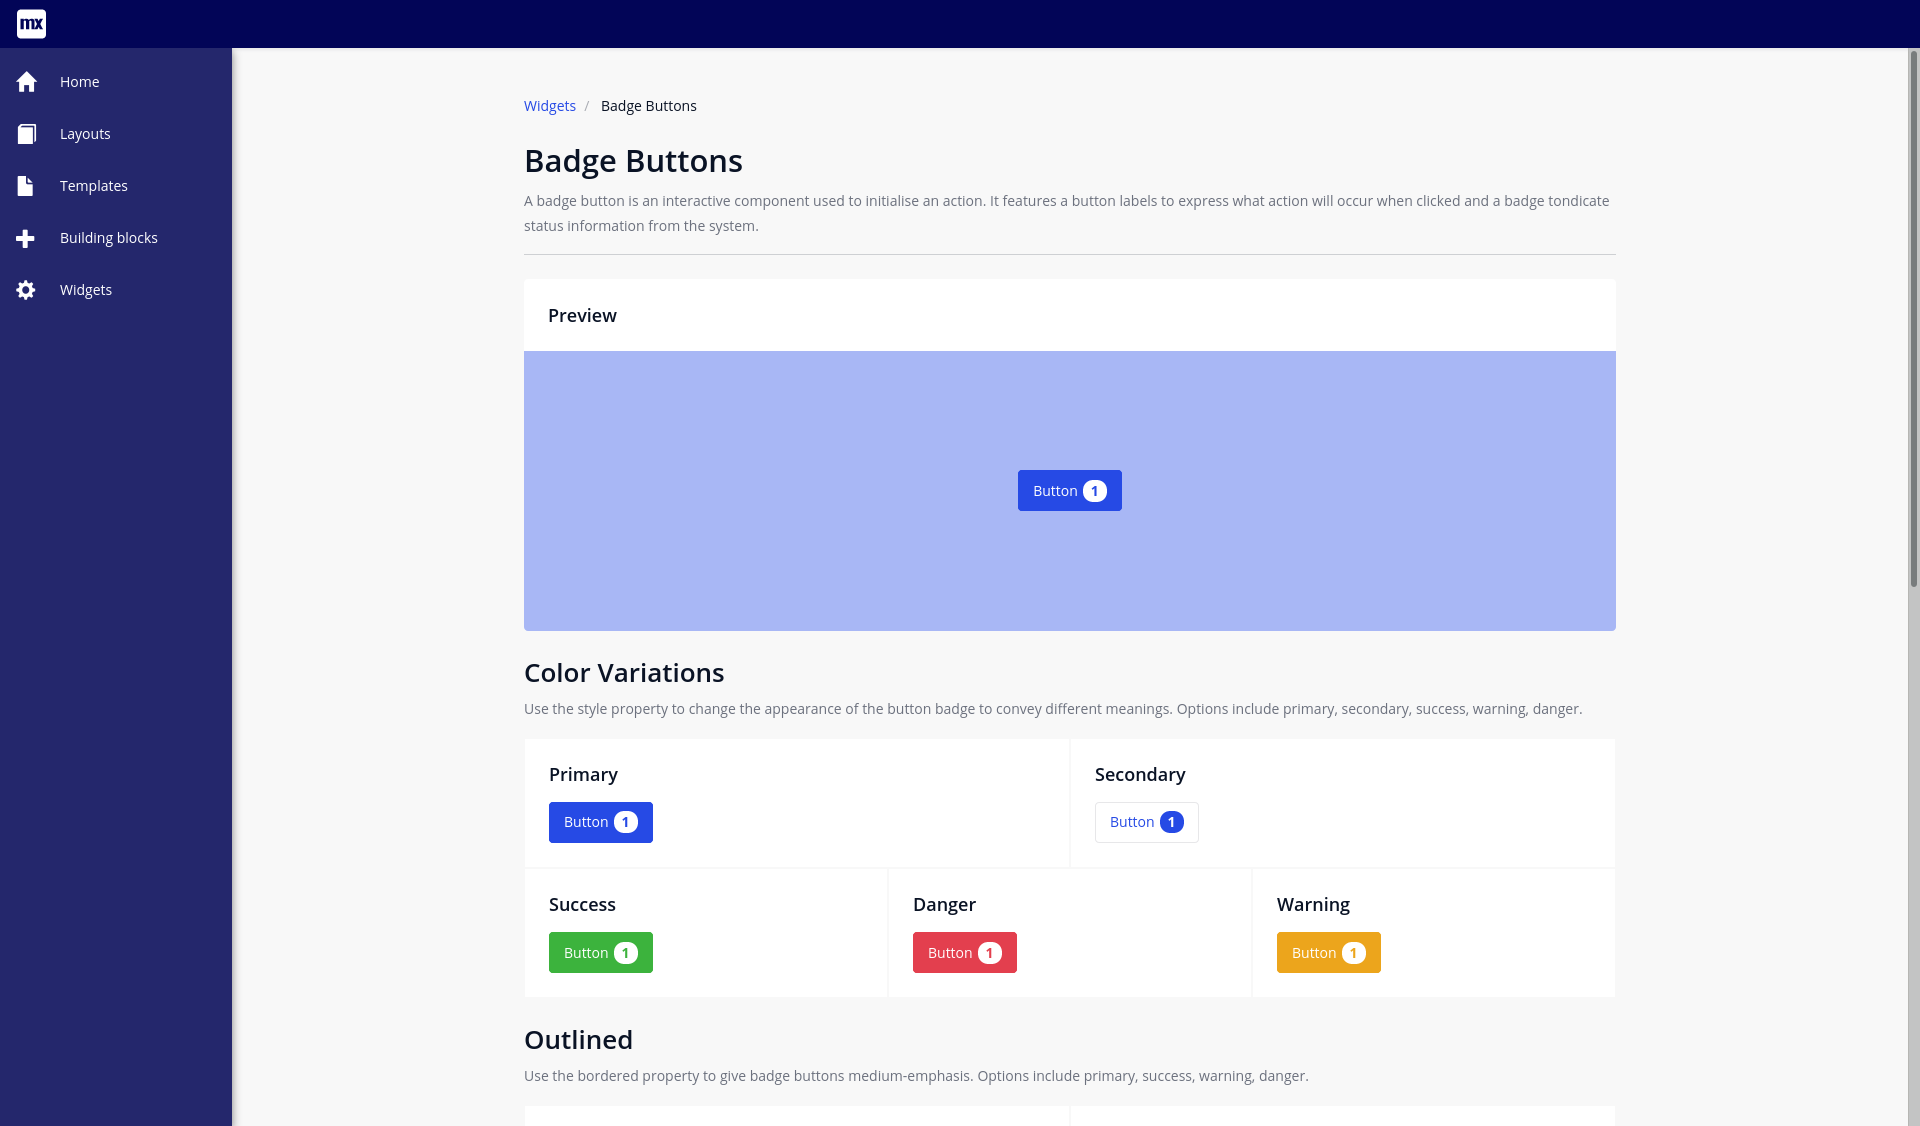 mx
Home
Layouts
Templates
Building blocks
Widgets
Widgets / Badge Buttons
Badge Buttons
A badge button is an interactive component used to initialise an action. It features a button labels to express what action will occur when clicked and a badge tondicate
status information from the system.
Preview
Button 1
Color Variations
Use the style property to change the appearance of the button badge to convey different meanings. Options include primary, secondary, success, warning, danger.
Primary
Button 1
Secondary
Button 1
Success
Button 1
Danger
Button 1
Warning
Button 1
Outlined
Use the bordered property to give badge buttons medium-emphasis. Options include primary, success, warning, danger.